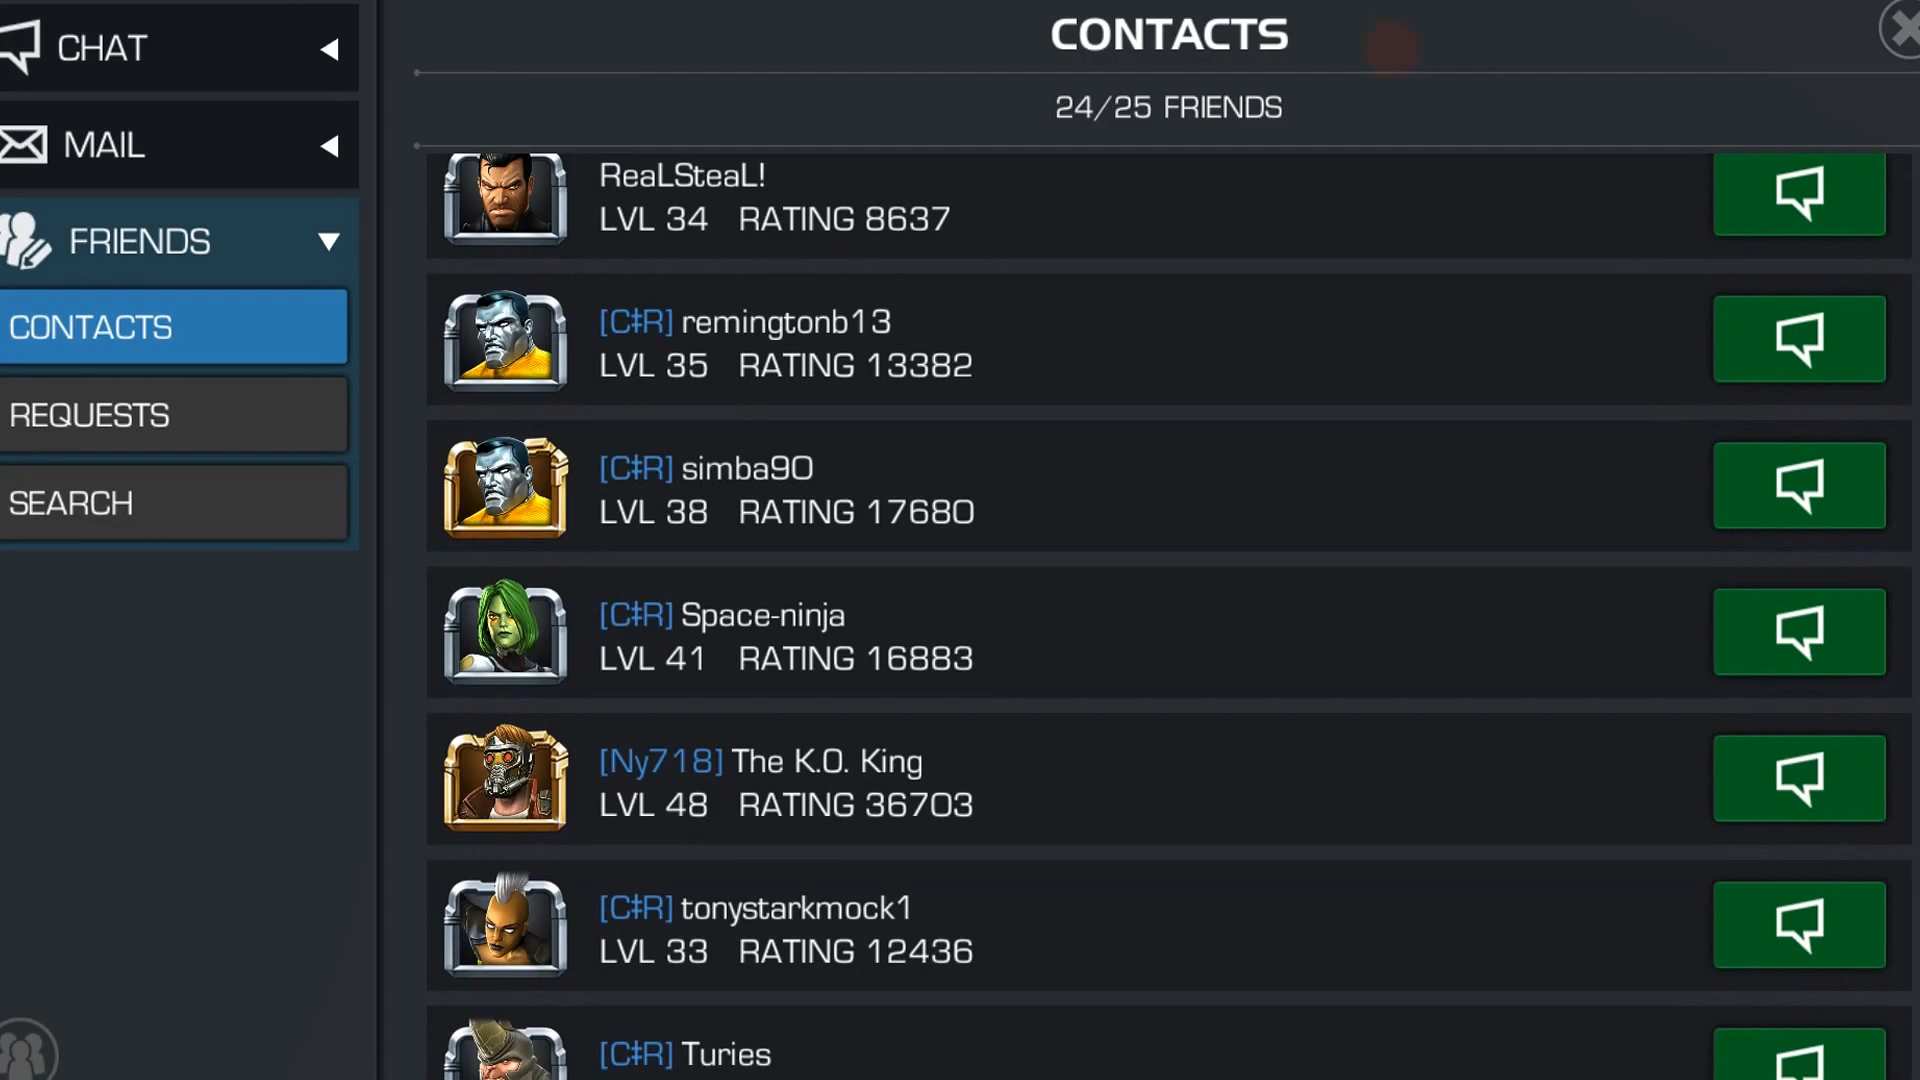 CHAT
MAIL
FRIENDS
CONTACTS
REQUESTS
SEARCH
CONTACTS
24/25 FRIENDS
ReaLSteaL!
LVL 34 RATING 8637
[C‡R] remingtonb13
LVL 35 RATING 13382
[C‡R] simba90
LVL 38 RATING 17680
[C‡R] Space-ninja
LVL 41 RATING 16883
[Ny718] The K.O. King
LVL 48 RATING 36703
[C‡R] tonystarkmock1
LVL 33 RATING 12436
[C‡R] Turies